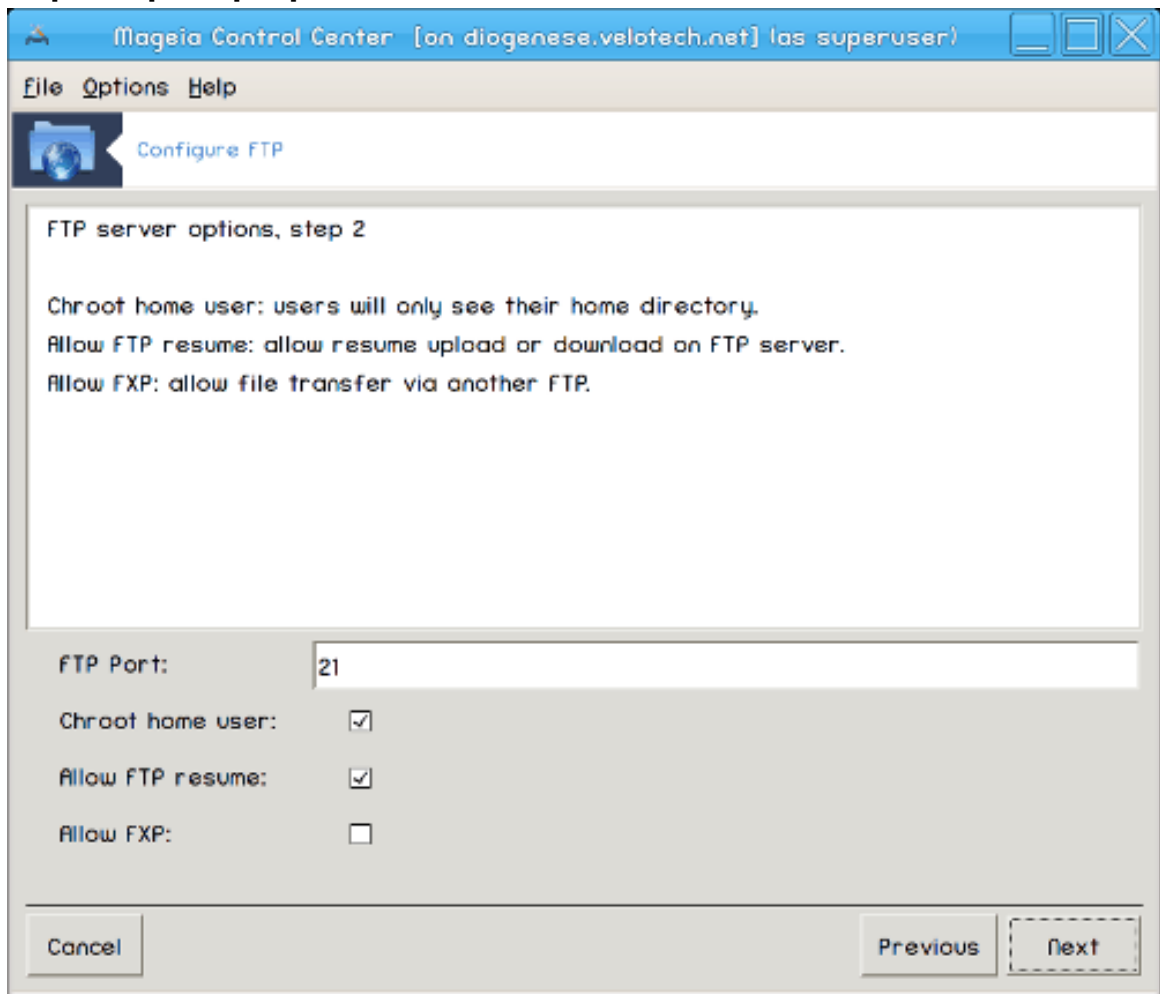 Mageia Control Center [on diogenese.velotech.net] (as superuser)
File Options Help
Configure FTP
FTP server options, step 2
Chroot home user: users will only see their home directory.
Allow FTP resume: allow resume upload or download on FTP server.
Allow FXP: allow file transfer via another FTP.
FTP Port: 21
Chroot home user:
Allow FTP resume:
Allow FXP:
Cancel Previous Next